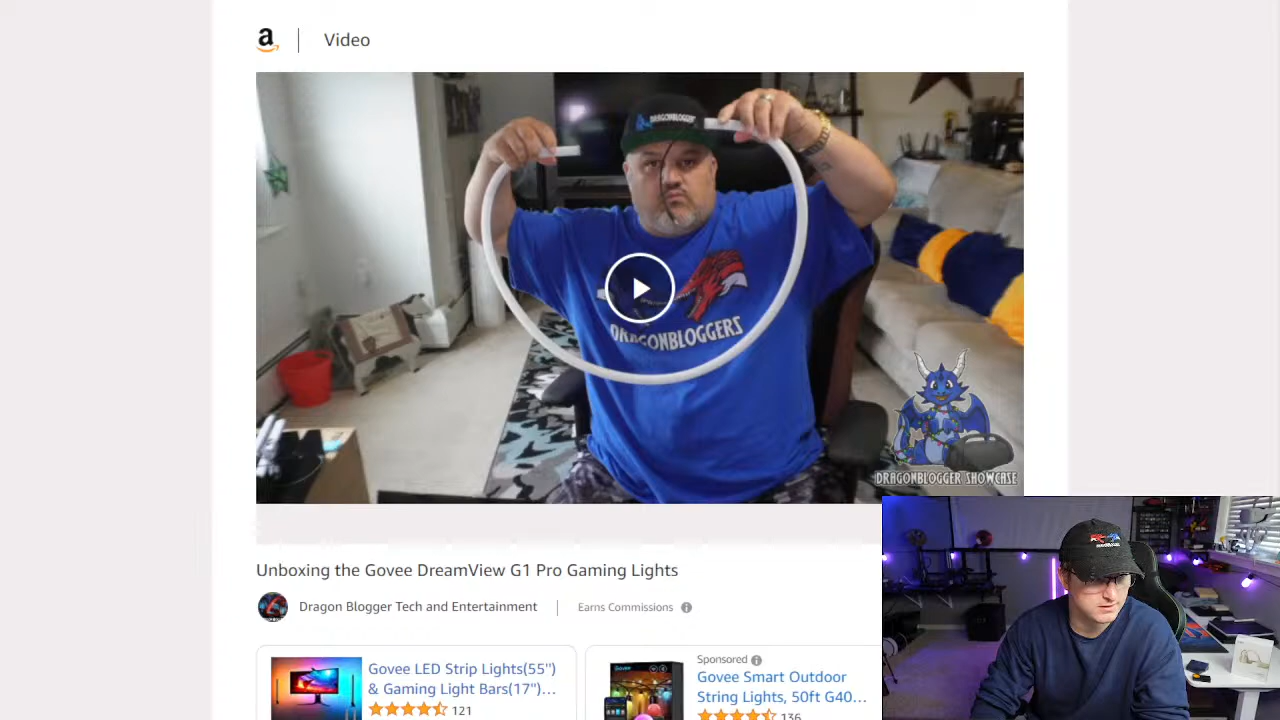 a
Video
DRAGONBLOGGER
DRAGONBLOGGERS
DRAGONBLOGGER SHOWCASE
Unboxing the Govee DreamView G1 Pro Gaming Lights
Dragon Blogger Tech and Entertainment
Earns Commissions
Govee LED Strip Lights(55")
& Gaming Light Bars(17")...
121
Sponsored
Govee Smart Outdoor
String Lights, 50ft G40...
136